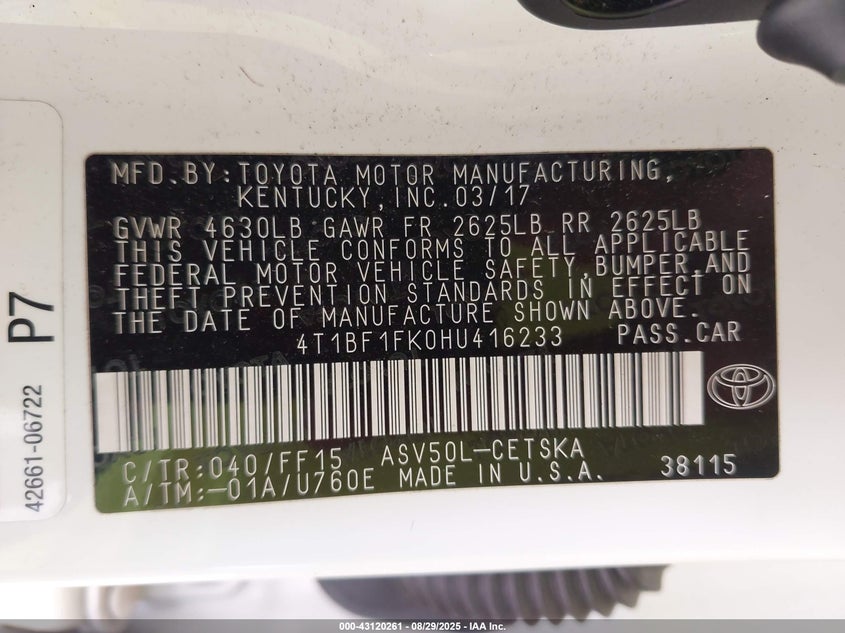 MFD.BY:TOYOTA MOTOR MANUFACTURING,
KENTUCKY,INC.03/17
GVWR 4630LB GAWR FR 2625LB RR 2625LB
THIS VEHICLE CONFORMS TO ALL APPLICABLE
FEDERAL MOTOR VEHICLE SAFETY,BUMPER,AND
THEFT PREVENTION STANDARDS IN EFFECT ON
THE DATE OF MANUFACTURE SHOWN ABOVE.
4T1BF1FK0HU416233 PASS.CAR
C/TR:040/FF15 ASV50L-CETSKA 38115
A/TM:-01A/U760E MADE IN U.S.A.
P7
42661-06722
000-43120261 - 08/29/2025 - IAA Inc.